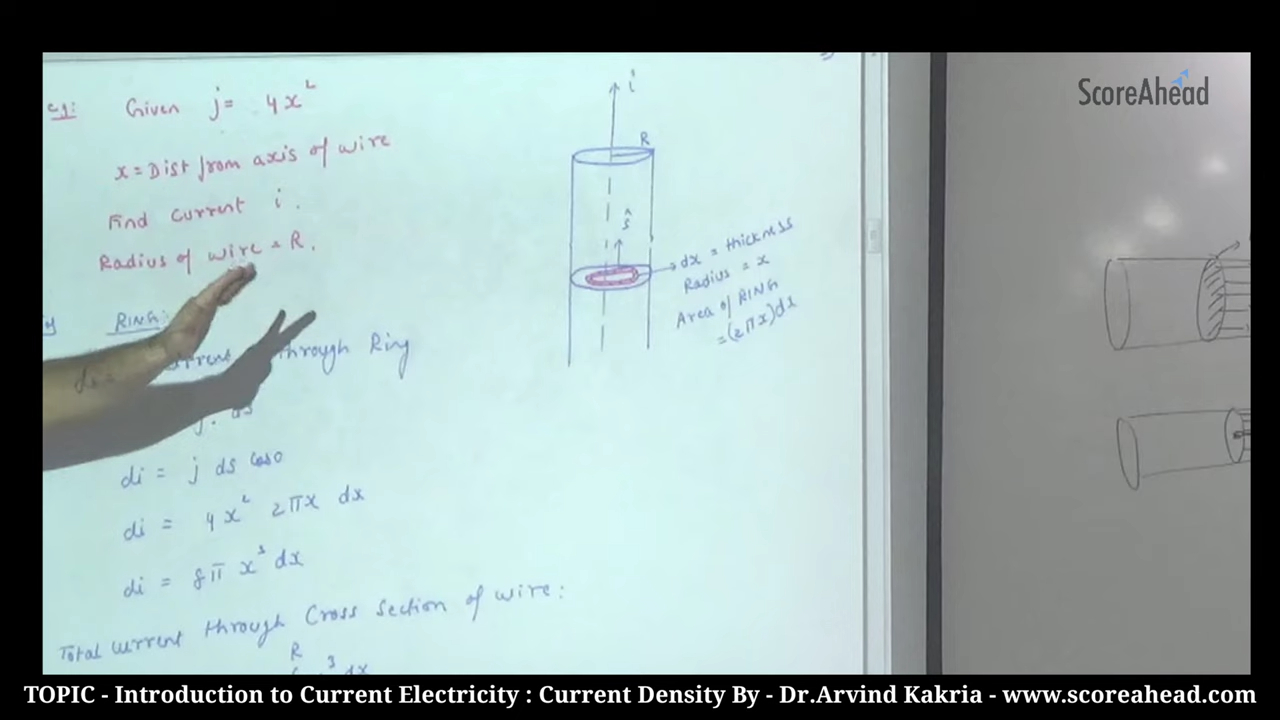 ScoreAhead
eg: Given j = 4x²
x = Dist from axis of wire
Find Current i.
Radius of wire = R.
RING:
through Ring
di = j ds Cos0
di = 4x² 2πx dx
di = 8π x³ dx
Total current through Cross Section of wire:
R
x³ dx
i
R
ŝ
dx = thickness
Radius = x
Area of RING
= (2πx)dx
TOPIC - Introduction to Current Electricity : Current Density By - Dr.Arvind Kakria - www.scoreahead.com